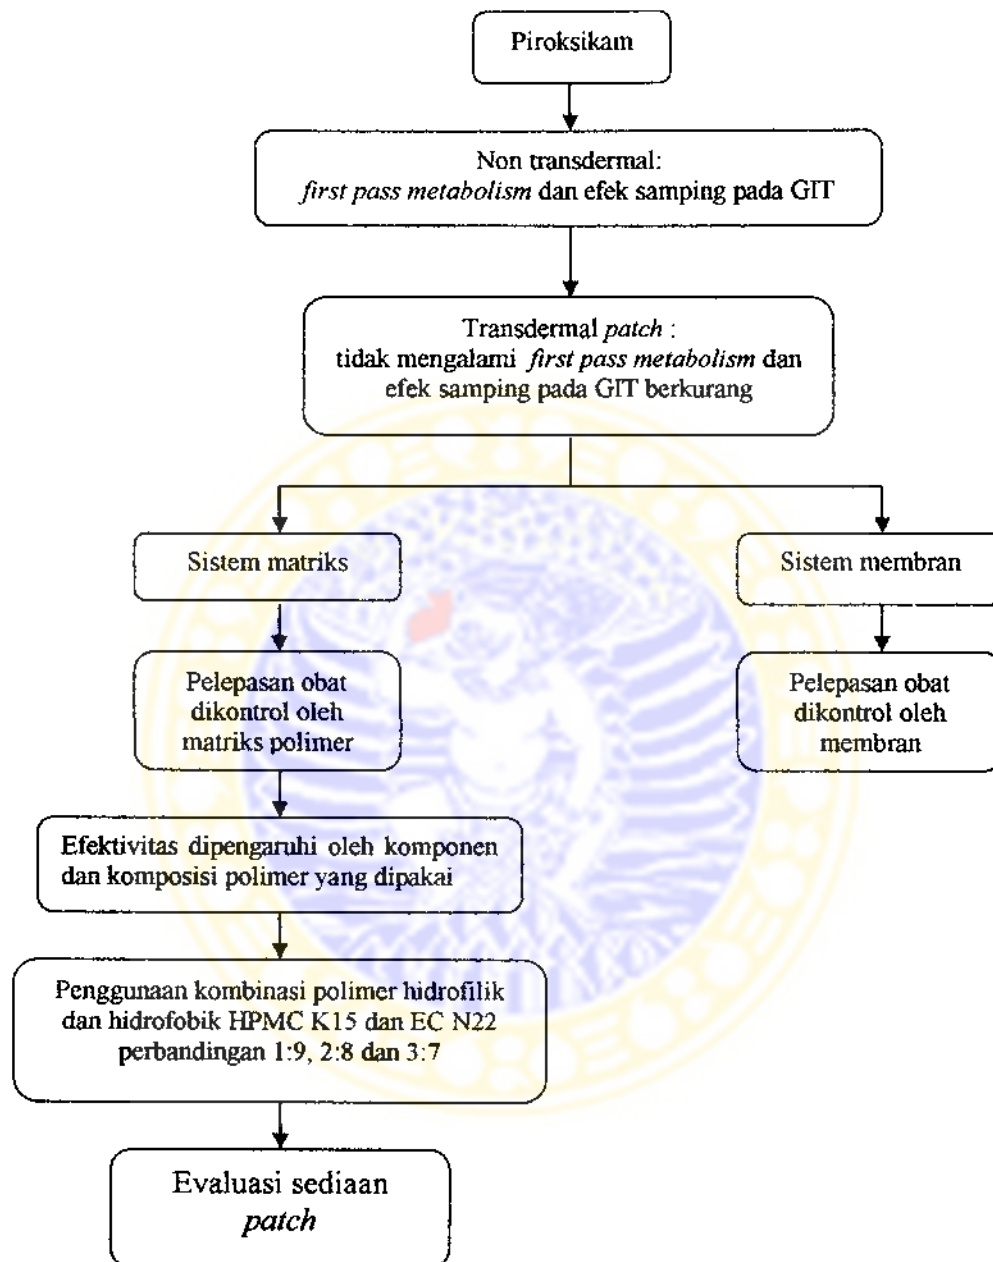 Piroksikam
Non transdermal:
first pass metabolism dan efek samping pada GIT
Transdermal patch :
tidak mengalami first pass metabolism dan
efek samping pada GIT berkurang
Sistem matriks
Sistem membran
Pelepasan obat
dikontrol oleh
matriks polimer
Pelepasan obat
dikontrol oleh
membran
Efektivitas dipengaruhi oleh komponen
dan komposisi polimer yang dipakai
Penggunaan kombinasi polimer hidrofilik
dan hidrofobik HPMC K15 dan EC N22
perbandingan 1:9, 2:8 dan 3:7
Evaluasi sediaan
patch